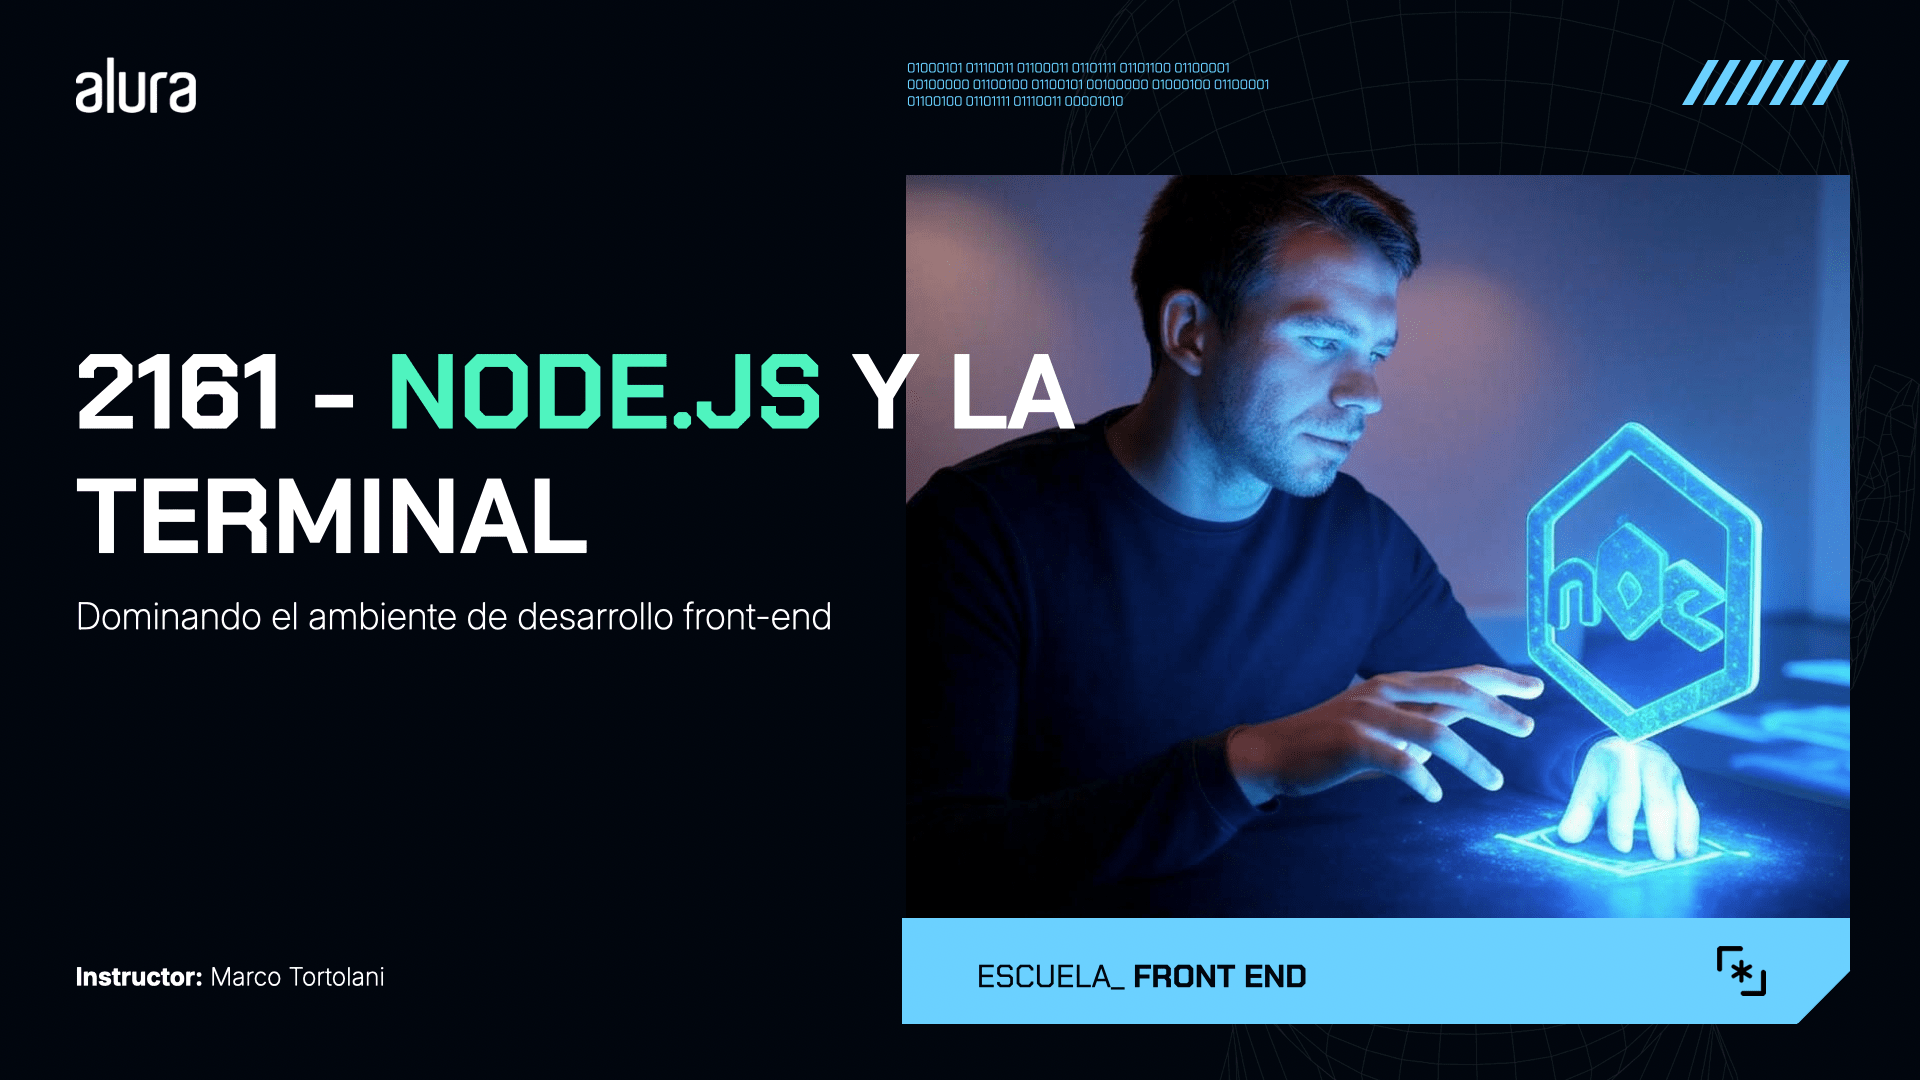 alura
01000101 01110011 01100011 01101111 01101100 01100001
00100000 01100100 01100101 00100000 01000100 01100001
01100100 01101111 01110011 00001010
2161 - NODE.JS Y LA
TERMINAL
Dominando el ambiente de desarrollo front-end
Instructor: Marco Tortolani
ESCUELA_ FRONT END